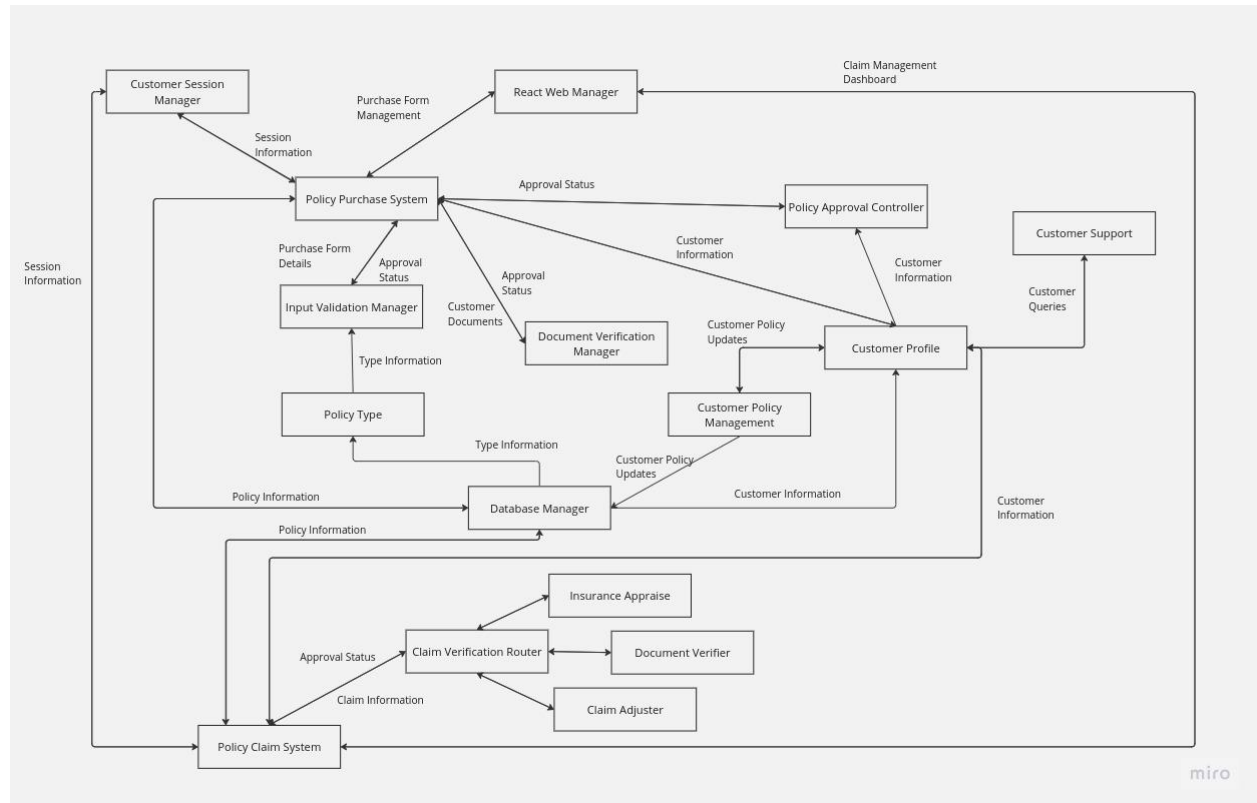 Claim Management
Dashboard
Customer Session
Manager
React Web Manager
Purchase Form
Management
Session
Information
Policy Purchase System
Approval Status
Policy Approval Controller
Customer Support
Customer
Information
Purchase Form
Details
Approval
Status
Customer
Information
Session
Information
Approval
Status
Customer
Queries
Input Validation Manager
Customer
Documents
Document Verification
Manager
Customer Policy
Updates
Customer Profile
Type Information
Policy Type
Customer Policy
Management
Type Information
Customer Policy
Updates
Policy Information
Database Manager
Customer Information
Customer
Information
Policy Information
Insurance Appraise
Approval Status
Claim Verification Router
Document Verifier
Claim Information
Claim Adjuster
Policy Claim System
miro